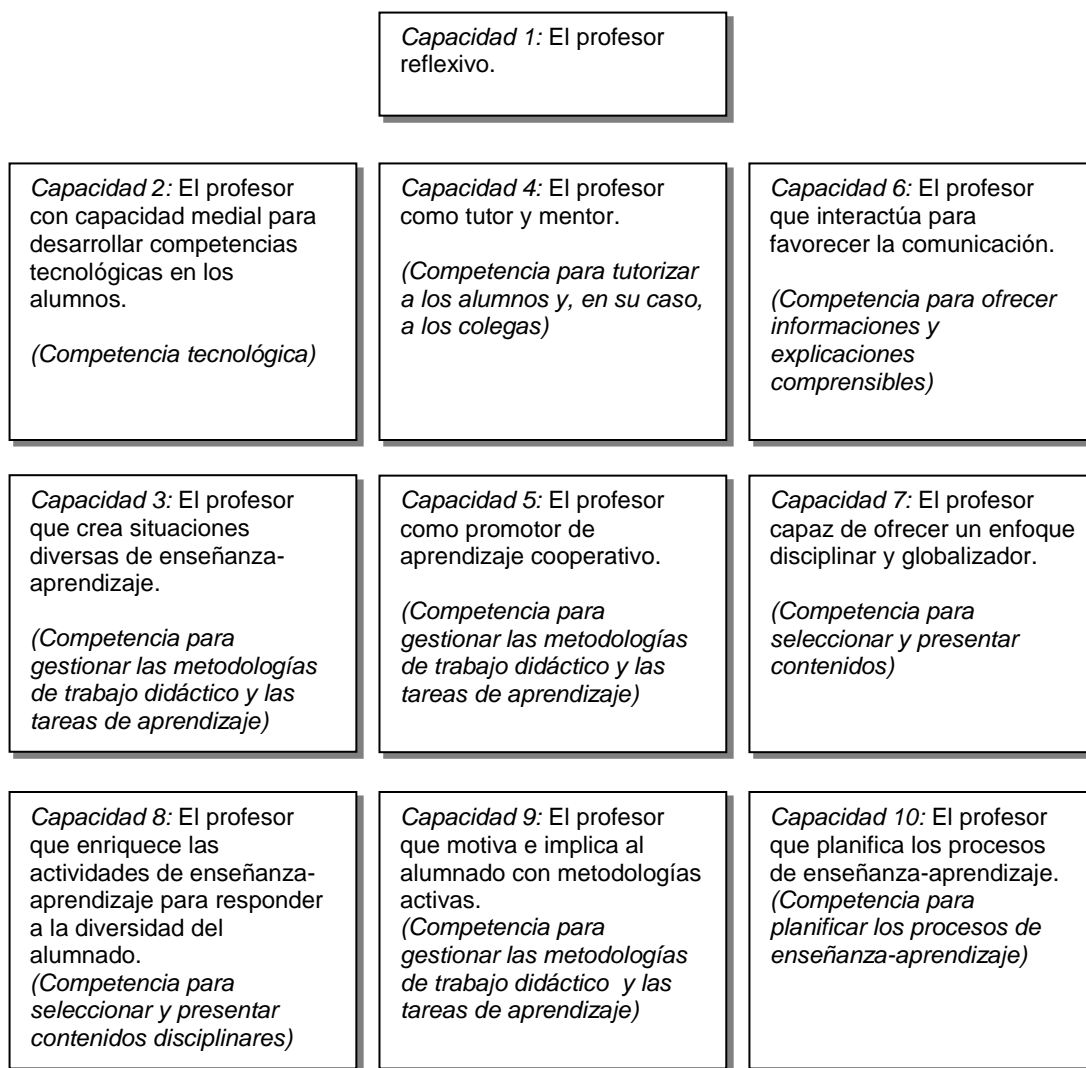 Capacidad 1: El profesor
reflexivo.
Capacidad 2: El profesor
con capacidad medial para
desarrollar competencias
tecnológicas en los
alumnos.
(Competencia tecnológica)
Capacidad 4: El profesor
como tutor y mentor.
(Competencia para tutorizar
a los alumnos y, en su caso,
a los colegas)
Capacidad 6: El profesor
que interactúa para
favorecer la comunicación.
(Competencia para ofrecer
informaciones y
explicaciones
comprensibles)
Capacidad 3: El profesor
que crea situaciones
diversas de enseñanza-
aprendizaje.
(Competencia para
gestionar las metodologías
de trabajo didáctico y las
tareas de aprendizaje)
Capacidad 5: El profesor
como promotor de
aprendizaje cooperativo.
(Competencia para
gestionar las metodologías
de trabajo didáctico y las
tareas de aprendizaje)
Capacidad 7: El profesor
capaz de ofrecer un enfoque
disciplinar y globalizador.
(Competencia para
seleccionar y presentar
contenidos)
Capacidad 8: El profesor
que enriquece las
actividades de enseñanza-
aprendizaje para responder
a la diversidad del
alumnado.
(Competencia para
seleccionar y presentar
contenidos disciplinares)
Capacidad 9: El profesor
que motiva e implica al
alumnado con metodologías
activas.
(Competencia para
gestionar las metodologías
de trabajo didáctico y las
tareas de aprendizaje)
Capacidad 10: El profesor
que planifica los procesos
de enseñanza-aprendizaje.
(Competencia para
planificar los procesos de
enseñanza-aprendizaje)